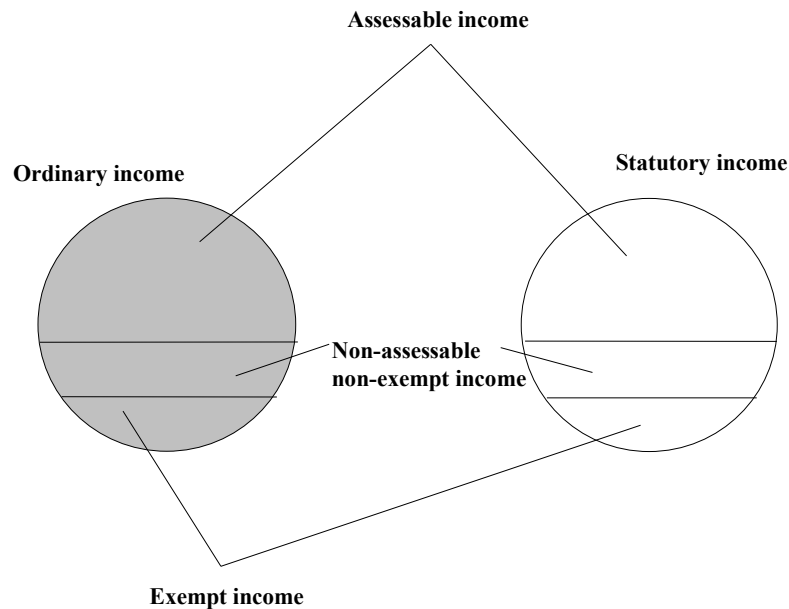 Assessable income
Ordinary income
Statutory income
Non-assessable
non-exempt income
Exempt income